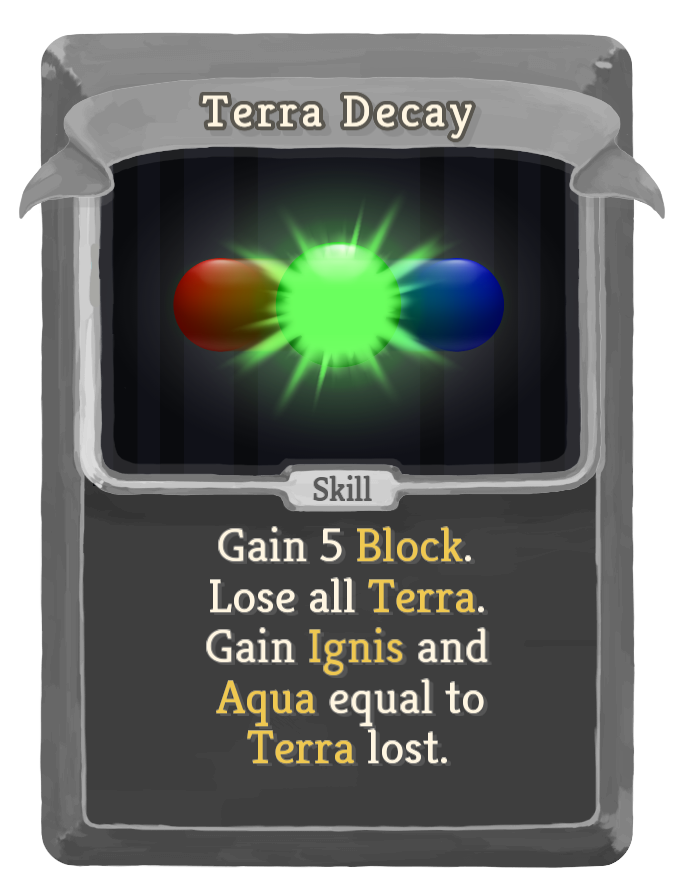 Terra Decay
Skill
Gain 5 Block.
Lose all Terra.
Gain Ignis and
Aqua equal to
Terra lost.